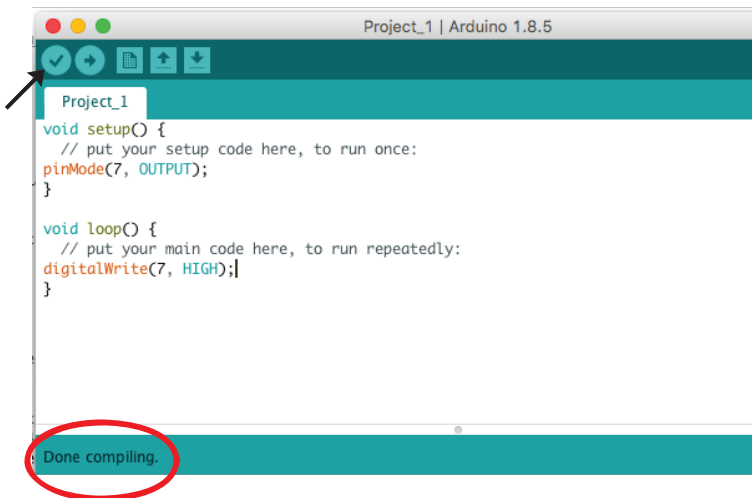 Project_1 | Arduino 1.8.5
Project_1
void setup() {
  // put your setup code here, to run once:
pinMode(7, OUTPUT);
}

void loop() {
  // put your main code here, to run repeatedly:
digitalWrite(7, HIGH);
}
Done compiling.